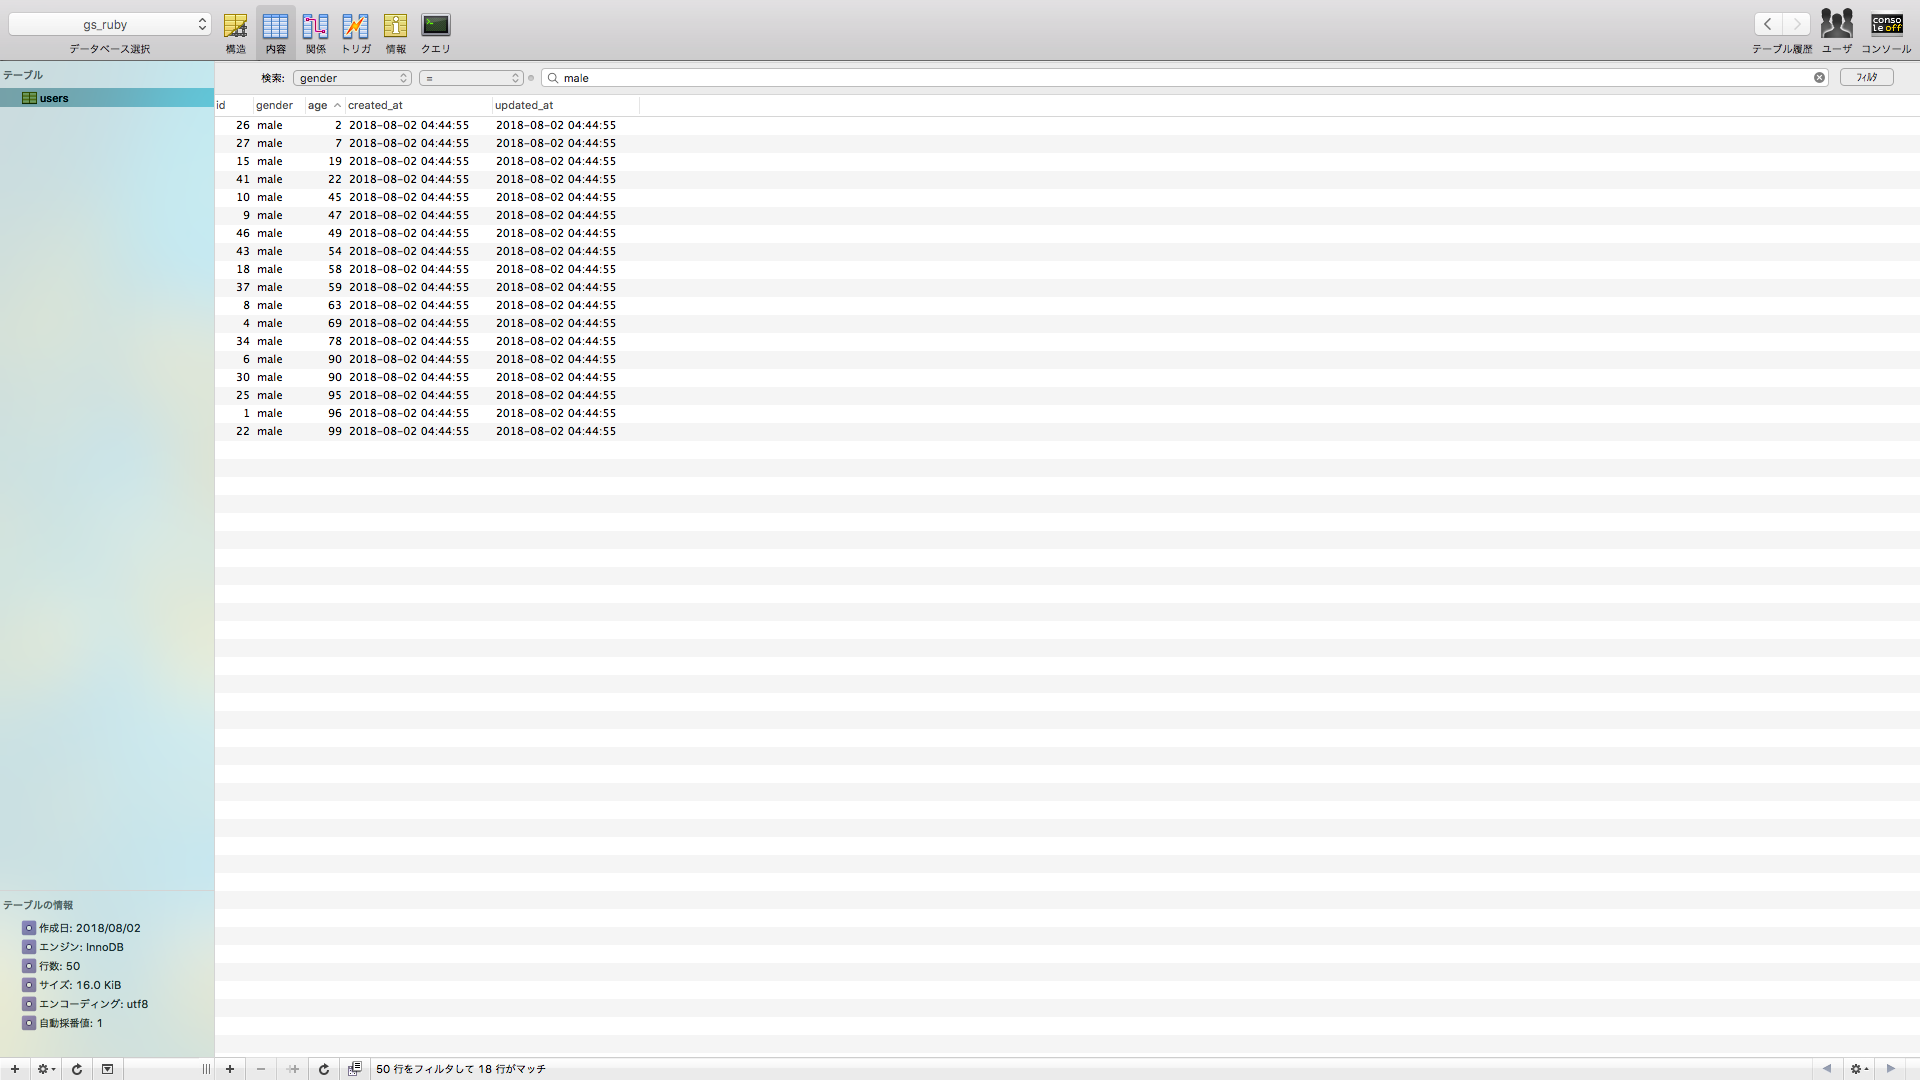 gs_ruby
データベース選択
構造 内容 関係 トリガ 情報 クエリ
テーブル履歴 ユーザ コンソール
conso
le off
テーブル
users
検索: gender = male フィルタ
id gender age created_at updated_at
26 male 2 2018-08-02 04:44:55 2018-08-02 04:44:55
27 male 7 2018-08-02 04:44:55 2018-08-02 04:44:55
15 male 19 2018-08-02 04:44:55 2018-08-02 04:44:55
41 male 22 2018-08-02 04:44:55 2018-08-02 04:44:55
10 male 45 2018-08-02 04:44:55 2018-08-02 04:44:55
9 male 47 2018-08-02 04:44:55 2018-08-02 04:44:55
46 male 49 2018-08-02 04:44:55 2018-08-02 04:44:55
43 male 54 2018-08-02 04:44:55 2018-08-02 04:44:55
18 male 58 2018-08-02 04:44:55 2018-08-02 04:44:55
37 male 59 2018-08-02 04:44:55 2018-08-02 04:44:55
8 male 63 2018-08-02 04:44:55 2018-08-02 04:44:55
4 male 69 2018-08-02 04:44:55 2018-08-02 04:44:55
34 male 78 2018-08-02 04:44:55 2018-08-02 04:44:55
6 male 90 2018-08-02 04:44:55 2018-08-02 04:44:55
30 male 90 2018-08-02 04:44:55 2018-08-02 04:44:55
25 male 95 2018-08-02 04:44:55 2018-08-02 04:44:55
1 male 96 2018-08-02 04:44:55 2018-08-02 04:44:55
22 male 99 2018-08-02 04:44:55 2018-08-02 04:44:55
テーブルの情報
作成日: 2018/08/02
エンジン: InnoDB
行数: 50
サイズ: 16.0 KiB
エンコーディング: utf8
自動採番値: 1
50 行をフィルタして 18 行がマッチ